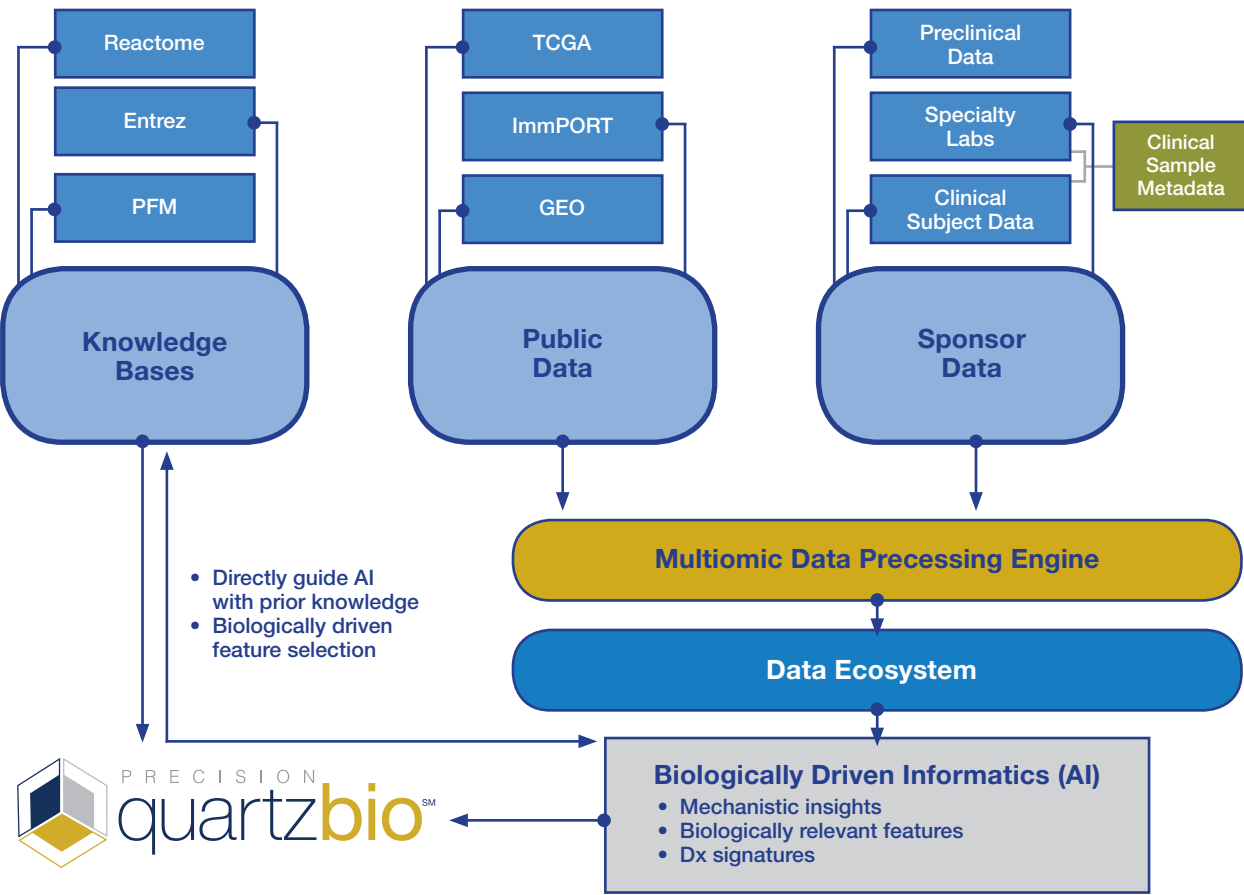 Reactome
Entrez
PFM
TCGA
ImmPORT
GEO
Preclinical
Data
Specialty
Labs
Clinical
Subject Data
Clinical
Sample
Metadata
Knowledge
Bases
Public
Data
Sponsor
Data
Multiomic Data Precessing Engine
• Directly guide AI
with prior knowledge
• Biologically driven
feature selection
Data Ecosystem
Biologically Driven Informatics (AI)
• Mechanistic insights
• Biologically relevant features
• Dx signatures
PRECISION
quartzbio℠